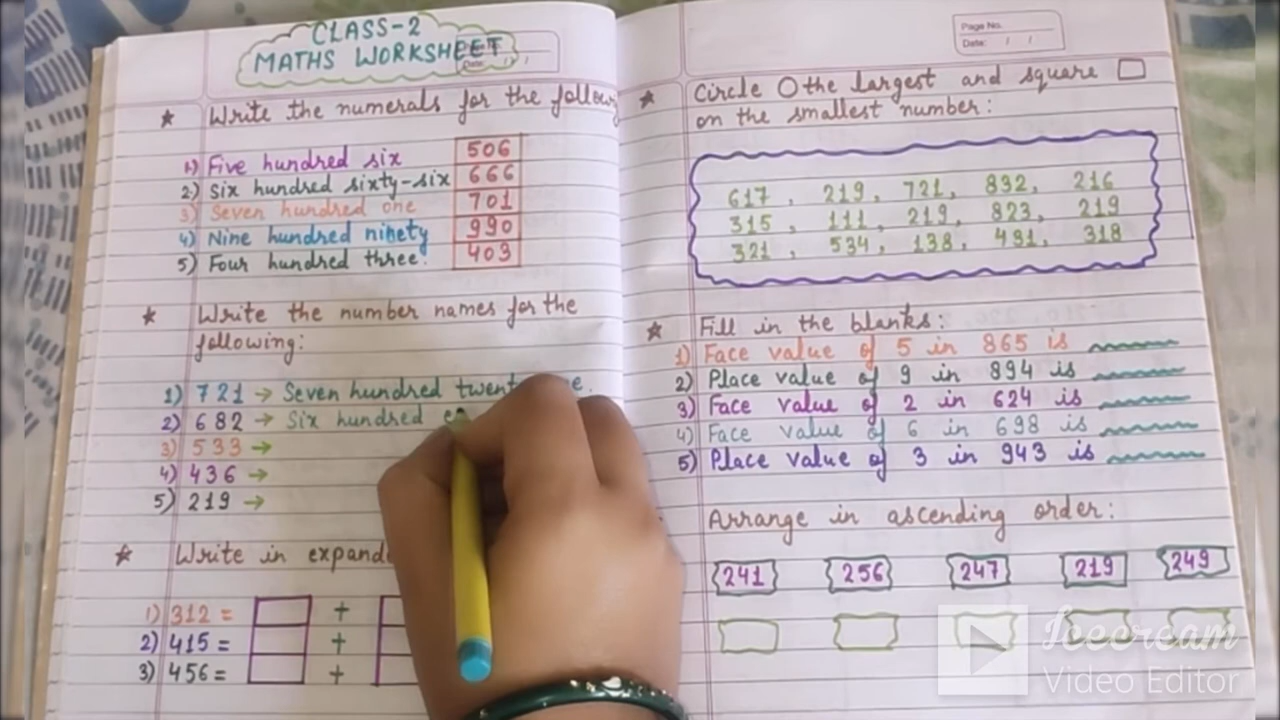 CLASS-2
MATHS WORKSHEET
Date: / /
★ Write the numerals for the
1) Five hundred six 506
2) Six hundred sixty-six 666
3) Seven hundred one 701
4) Nine hundred ninety 990
5) Four hundred three. 403
★ Write the number names for the
following:
1) 721 → Seven hundred
2) 682 → Six hundred
3) 533 →
4) 436 →
5) 219 →
★ Write in
1) 312 = +
2) 415 = +
3) 456 = +
Page No.
Date: / /
★ Circle O the largest and square □
on the smallest number:
617, 219, 721, 832, 216
315, 111, 219, 823, 219
321, 534, 138, 431, 318
★ Fill in the blanks:
1) Face value of 5 in 865 is
2) Place value of 9 in 894 is
3) Face value of 2 in 624 is
4) Face value of 6 in 698 is
5) Place value of 3 in 943 is
Arrange in ascending order:
241 256 247 219 249
Icecream
Video Editor